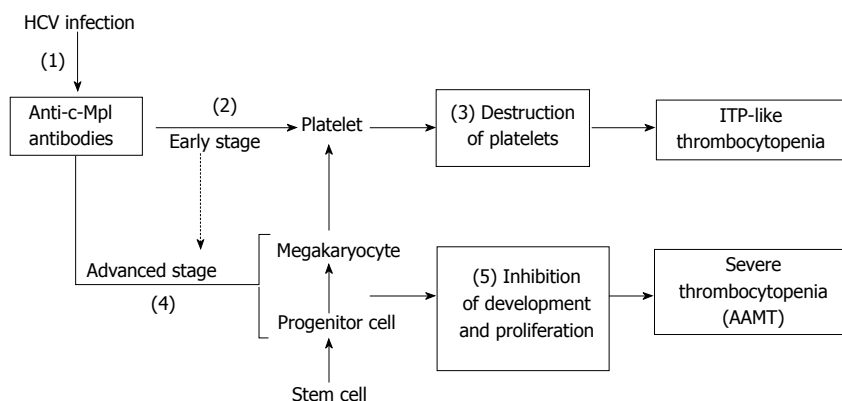 HCV infection
(1)
Anti-c-Mpl
antibodies
(2)
Early stage
Platelet
(3) Destruction
of platelets
ITP-like
thrombocytopenia
Advanced stage
(4)
Megakaryocyte
Progenitor cell
Stem cell
(5) Inhibition
of development
and proliferation
Severe
thrombocytopenia
(AAMT)